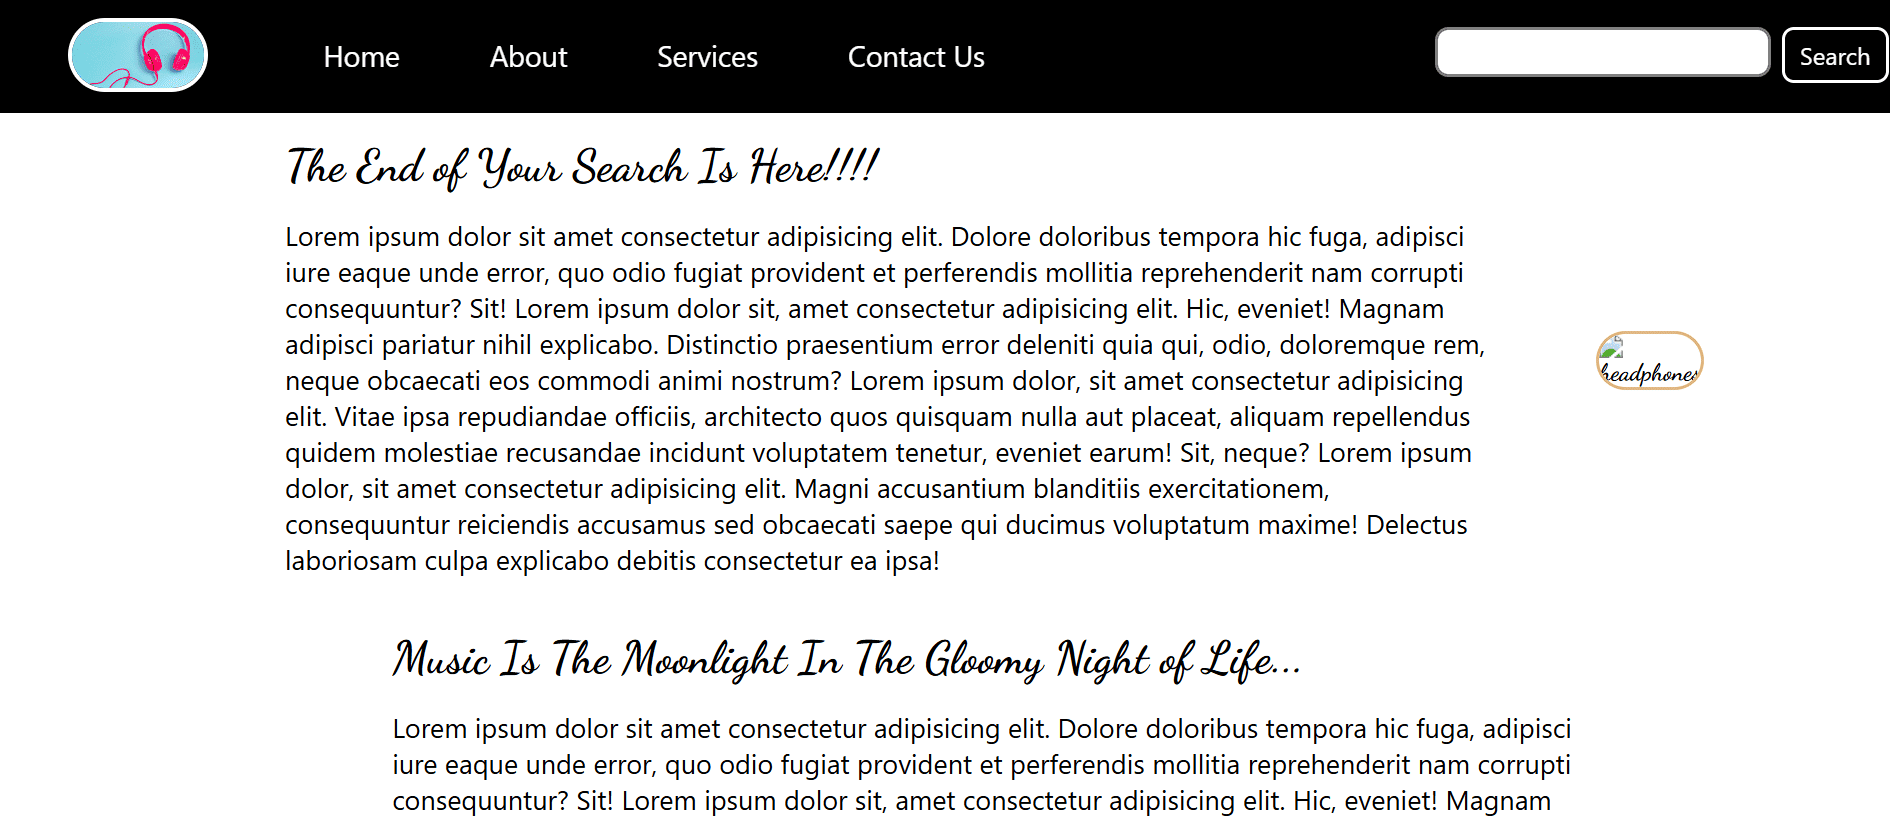 Home About Services Contact Us Search
The End of Your Search Is Here!!!!
Lorem ipsum dolor sit amet consectetur adipisicing elit. Dolore doloribus tempora hic fuga, adipisci
iure eaque unde error, quo odio fugiat provident et perferendis mollitia reprehenderit nam corrupti
consequuntur? Sit! Lorem ipsum dolor sit, amet consectetur adipisicing elit. Hic, eveniet! Magnam
adipisci pariatur nihil explicabo. Distinctio praesentium error deleniti quia qui, odio, doloremque rem,
neque obcaecati eos commodi animi nostrum? Lorem ipsum dolor, sit amet consectetur adipisicing
elit. Vitae ipsa repudiandae officiis, architecto quos quisquam nulla aut placeat, aliquam repellendus
quidem molestiae recusandae incidunt voluptatem tenetur, eveniet earum! Sit, neque? Lorem ipsum
dolor, sit amet consectetur adipisicing elit. Magni accusantium blanditiis exercitationem,
consequuntur reiciendis accusamus sed obcaecati saepe qui ducimus voluptatum maxime! Delectus
laboriosam culpa explicabo debitis consectetur ea ipsa!
headphones
Music Is The Moonlight In The Gloomy Night of Life...
Lorem ipsum dolor sit amet consectetur adipisicing elit. Dolore doloribus tempora hic fuga, adipisci
iure eaque unde error, quo odio fugiat provident et perferendis mollitia reprehenderit nam corrupti
consequuntur? Sit! Lorem ipsum dolor sit, amet consectetur adipisicing elit. Hic, eveniet! Magnam